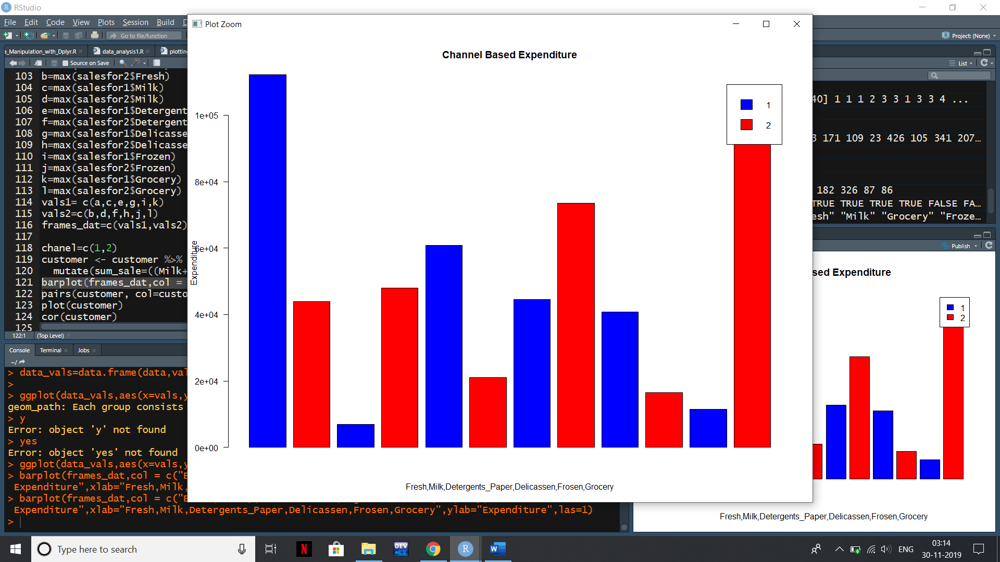 RStudio
File Edit Code View Plots Session Build
Go to file/function
Project: (None)
a_Manipulation_with_Dplyr.R
data_analysis1.R
plotting
Source on Save
103 b=max(salesfor2$Fresh)
104 c=max(salesfor1$Milk)
105 d=max(salesfor2$Milk)
106 e=max(salesfor1$Detergent
107 f=max(salesfor2$Detergent
108 g=max(salesfor1$Delicasse
109 h=max(salesfor2$Delicasse
110 i=max(salesfor1$Frozen)
111 j=max(salesfor2$Frozen)
112 k=max(salesfor1$Grocery)
113 l=max(salesfor2$Grocery)
114 vals1= c(a,c,e,g,i,k)
115 vals2=c(b,d,f,h,j,l)
116 frames_dat=c(vals1,vals2)
117
118 chanel=c(1,2)
119 customer <- customer %>%
120 mutate(sum_sale=((Milk+
121 barplot(frames_dat,col =
122 pairs(customer, col=custo
123 plot(customer)
124 cor(customer)
125
122:1 (Top Level)
Console Terminal Jobs
~/
> data_vals=data.frame(data,val
>
> ggplot(data_vals,aes(x=vals,y
geom_path: Each group consists
> y
Error: object 'y' not found
> yes
Error: object 'yes' not found
> ggplot(data_vals,aes(x=vals,y
> barplot(frames_dat,col = c("B
Expenditure",xlab="Fresh,Milk,
> barplot(frames_dat,col = c("B
Expenditure",xlab="Fresh,Milk,Detergents_Paper,Delicassen,Frosen,Grocery",ylab="Expenditure",las=1)
>
Plot Zoom
Channel Based Expenditure
1
2
1e+05
8e+04
6e+04
4e+04
2e+04
0e+00
Expenditure
Fresh,Milk,Detergents_Paper,Delicassen,Frosen,Grocery
List
40] 1 1 1 2 3 3 1 3 3 4 ...
3 171 109 23 426 105 341 207…
182 326 87 86
TRUE TRUE TRUE TRUE FALSE FA…
esh" "Milk" "Grocery" "Froze…
Publish
sed Expenditure
1
2
Fresh,Milk,Detergents_Paper,Delicassen,Frosen,Grocery
Type here to search
N
DEV
C++
R
W
ENG
03:14
30-11-2019